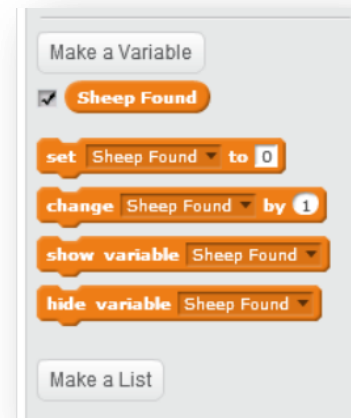 Make a Variable
Sheep Found
set Sheep Found to 0
change Sheep Found by 1
show variable Sheep Found
hide variable Sheep Found
Make a List